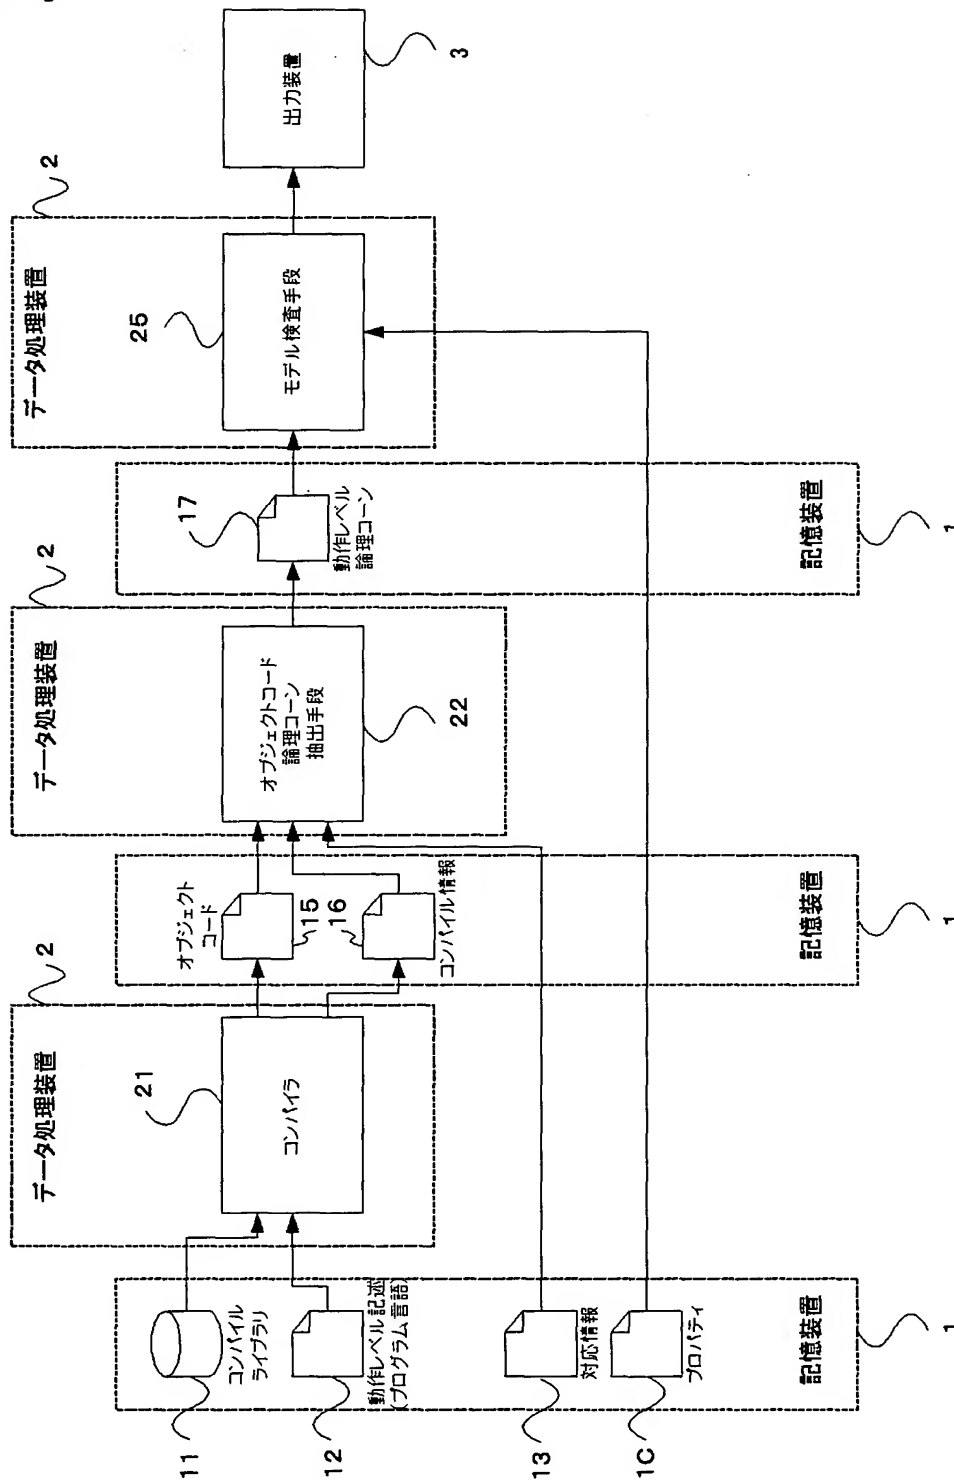 コンパイル
ライブラリ
11
動作レベル記述
(プログラム言語)
12
対応情報
13
プロパティ
1C
記憶装置
1
データ処理装置
2
コンパイラ
21
オブジェクト
コード
15
16
コンパイル情報
記憶装置
1
データ処理装置
2
オブジェクトコード
論理コーン
抽出手段
22
17
動作レベル
論理コーン
記憶装置
1
データ処理装置
2
モデル検査手段
25
出力装置
3